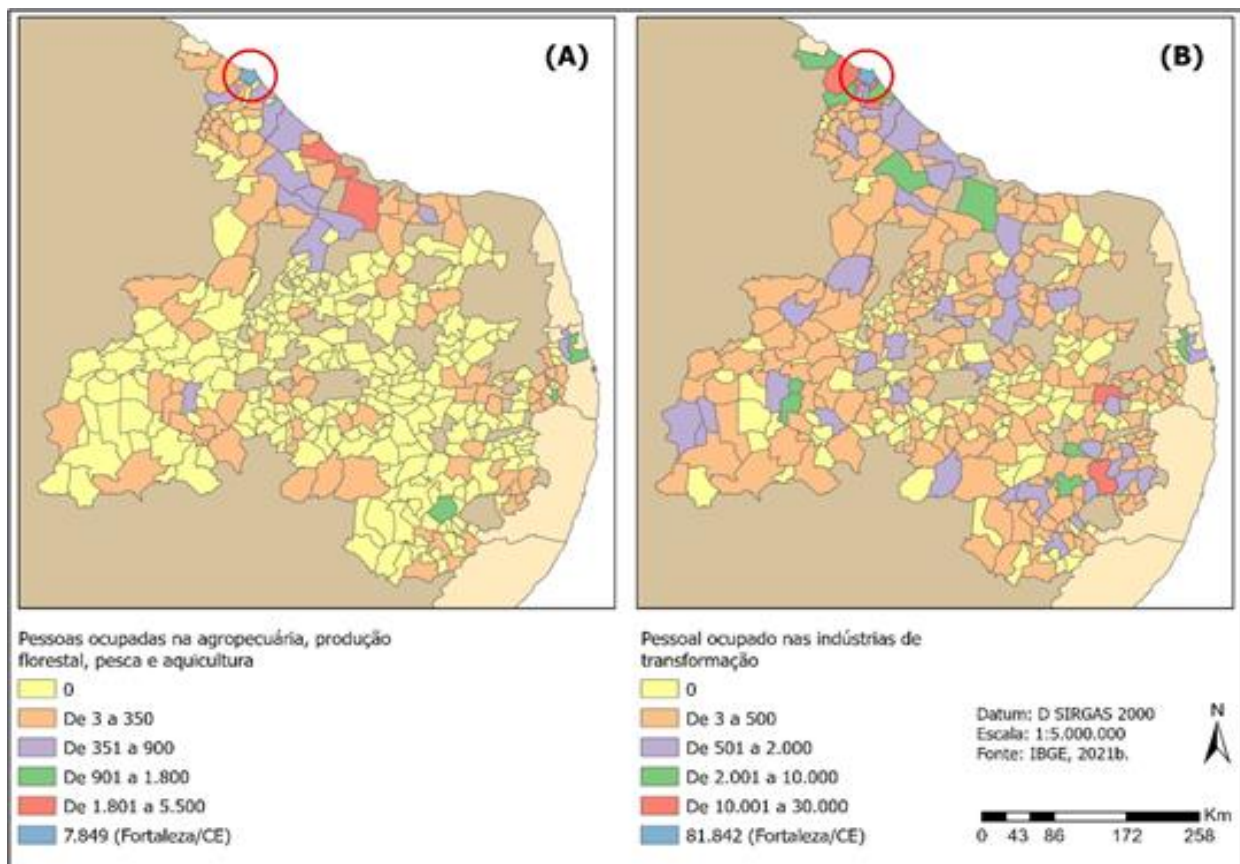 (A)
(B)
Pessoas ocupadas na agropecuária, produção
florestal, pesca e aquicultura
0
De 3 a 350
De 351 a 900
De 901 a 1.800
De 1.801 a 5.500
7.849 (Fortaleza/CE)
Pessoal ocupado nas indústrias de
transformação
0
De 3 a 500
De 501 a 2.000
De 2.001 a 10.000
De 10.001 a 30.000
81.842 (Fortaleza/CE)
Datum: D SIRGAS 2000
Escala: 1:5.000.000
Fonte: IBGE, 2021b.
N
Km
0 43 86 172 258